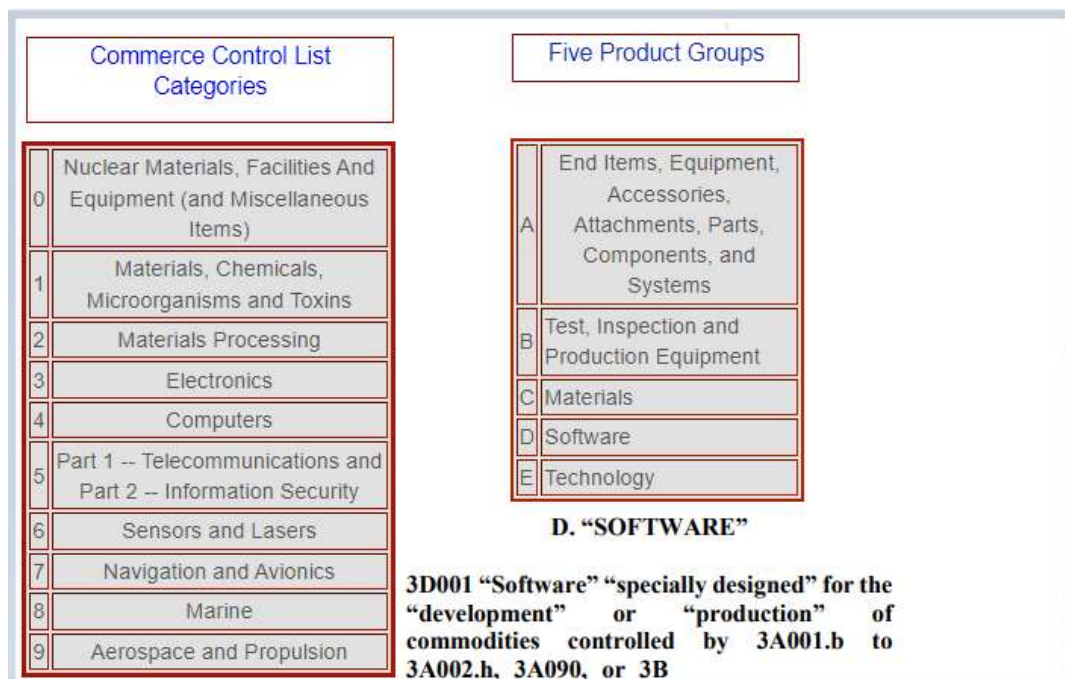 Commerce Control List
Categories
0
Nuclear Materials, Facilities And
Equipment (and Miscellaneous
Items)
1
Materials, Chemicals,
Microorganisms and Toxins
2
Materials Processing
3
Electronics
4
Computers
5
Part 1 -- Telecommunications and
Part 2 -- Information Security
6
Sensors and Lasers
7
Navigation and Avionics
8
Marine
9
Aerospace and Propulsion
Five Product Groups
A
End Items, Equipment,
Accessories,
Attachments, Parts,
Components, and
Systems
B
Test, Inspection and
Production Equipment
C
Materials
D
Software
E
Technology
D. “SOFTWARE”
3D001 “Software” “specially designed” for the
“development” or “production” of
commodities controlled by 3A001.b to
3A002.h, 3A090, or 3B